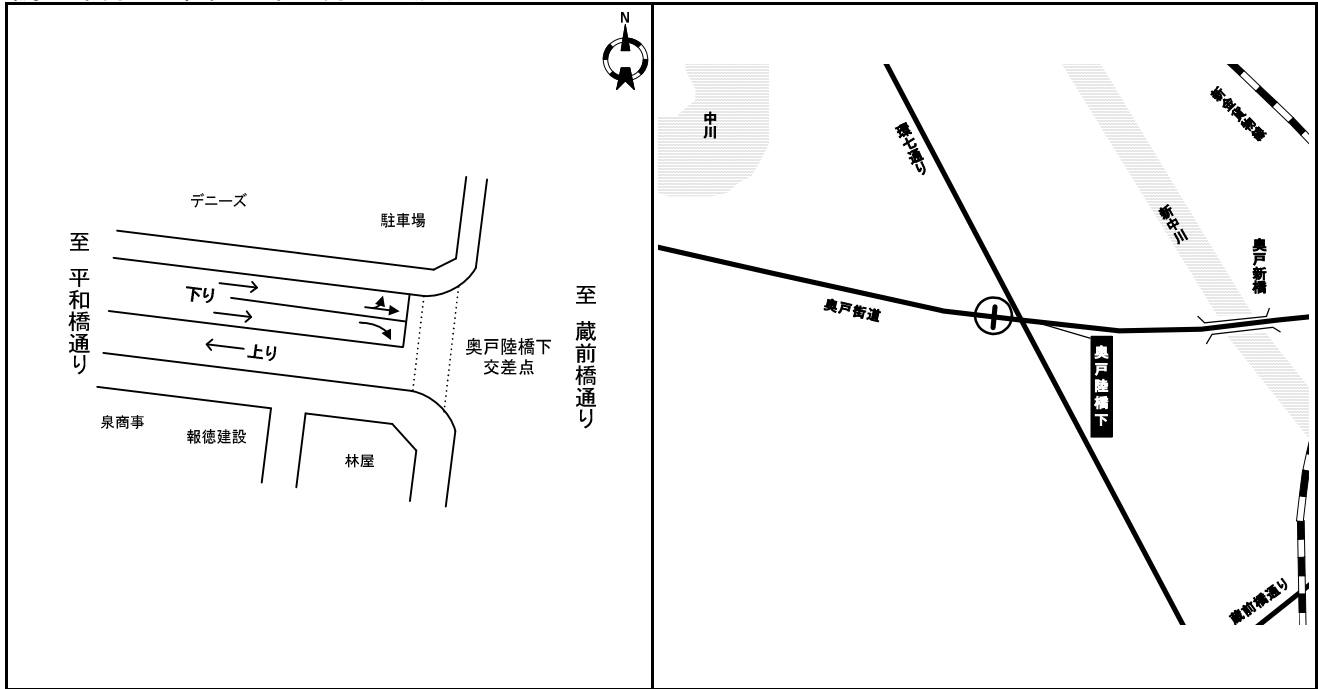 N
デニーズ
駐車場
至 平和橋通り
下り
上り
至 蔵前橋通り
奥戸陸橋下
交差点
泉商事
報徳建設
林屋
中川
環七通り
新金貨物線
新中川
奥戸新橋
奥戸街道
奥戸陸橋下
蔵前橋通り